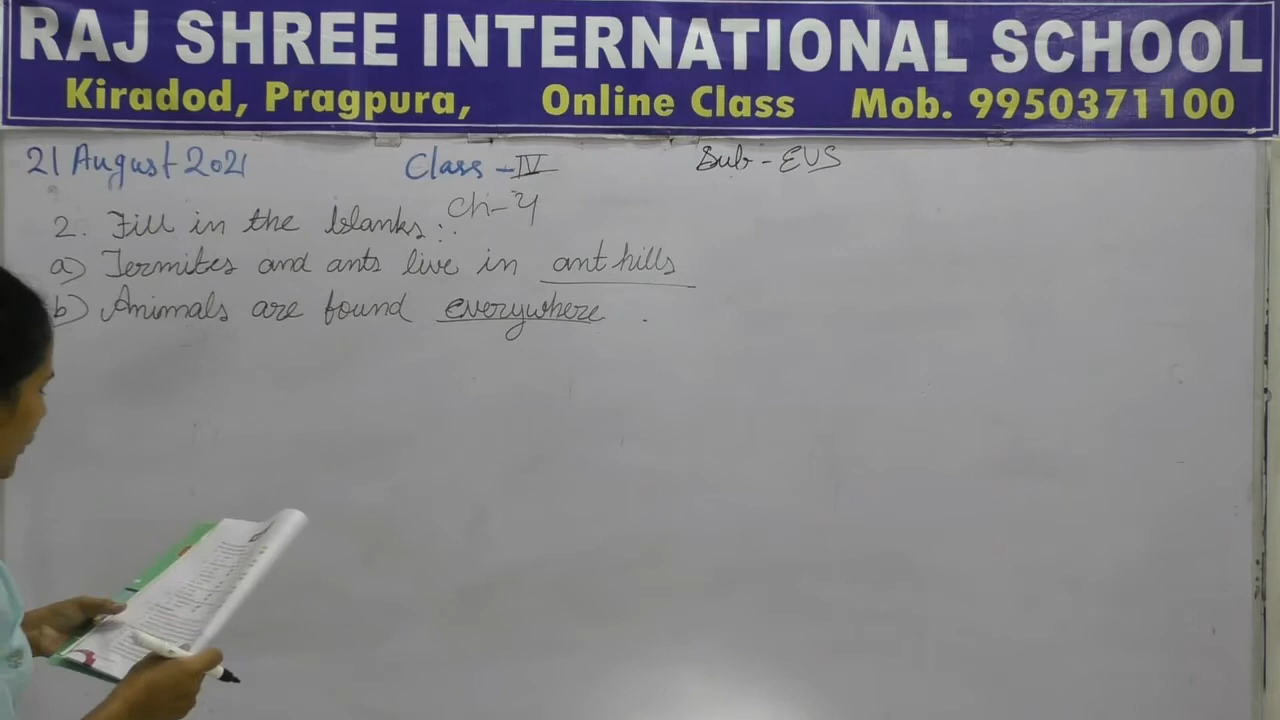 RAJ SHREE INTERNATIONAL SCHOOL
Kiradod, Pragpura, Online Class Mob. 9950371100
21 August 2021 Class - IV Sub - EVS
Ch-4
2. Fill in the blanks:.
a) Termites and ants live in ant hills
b) Animals are found everywhere.